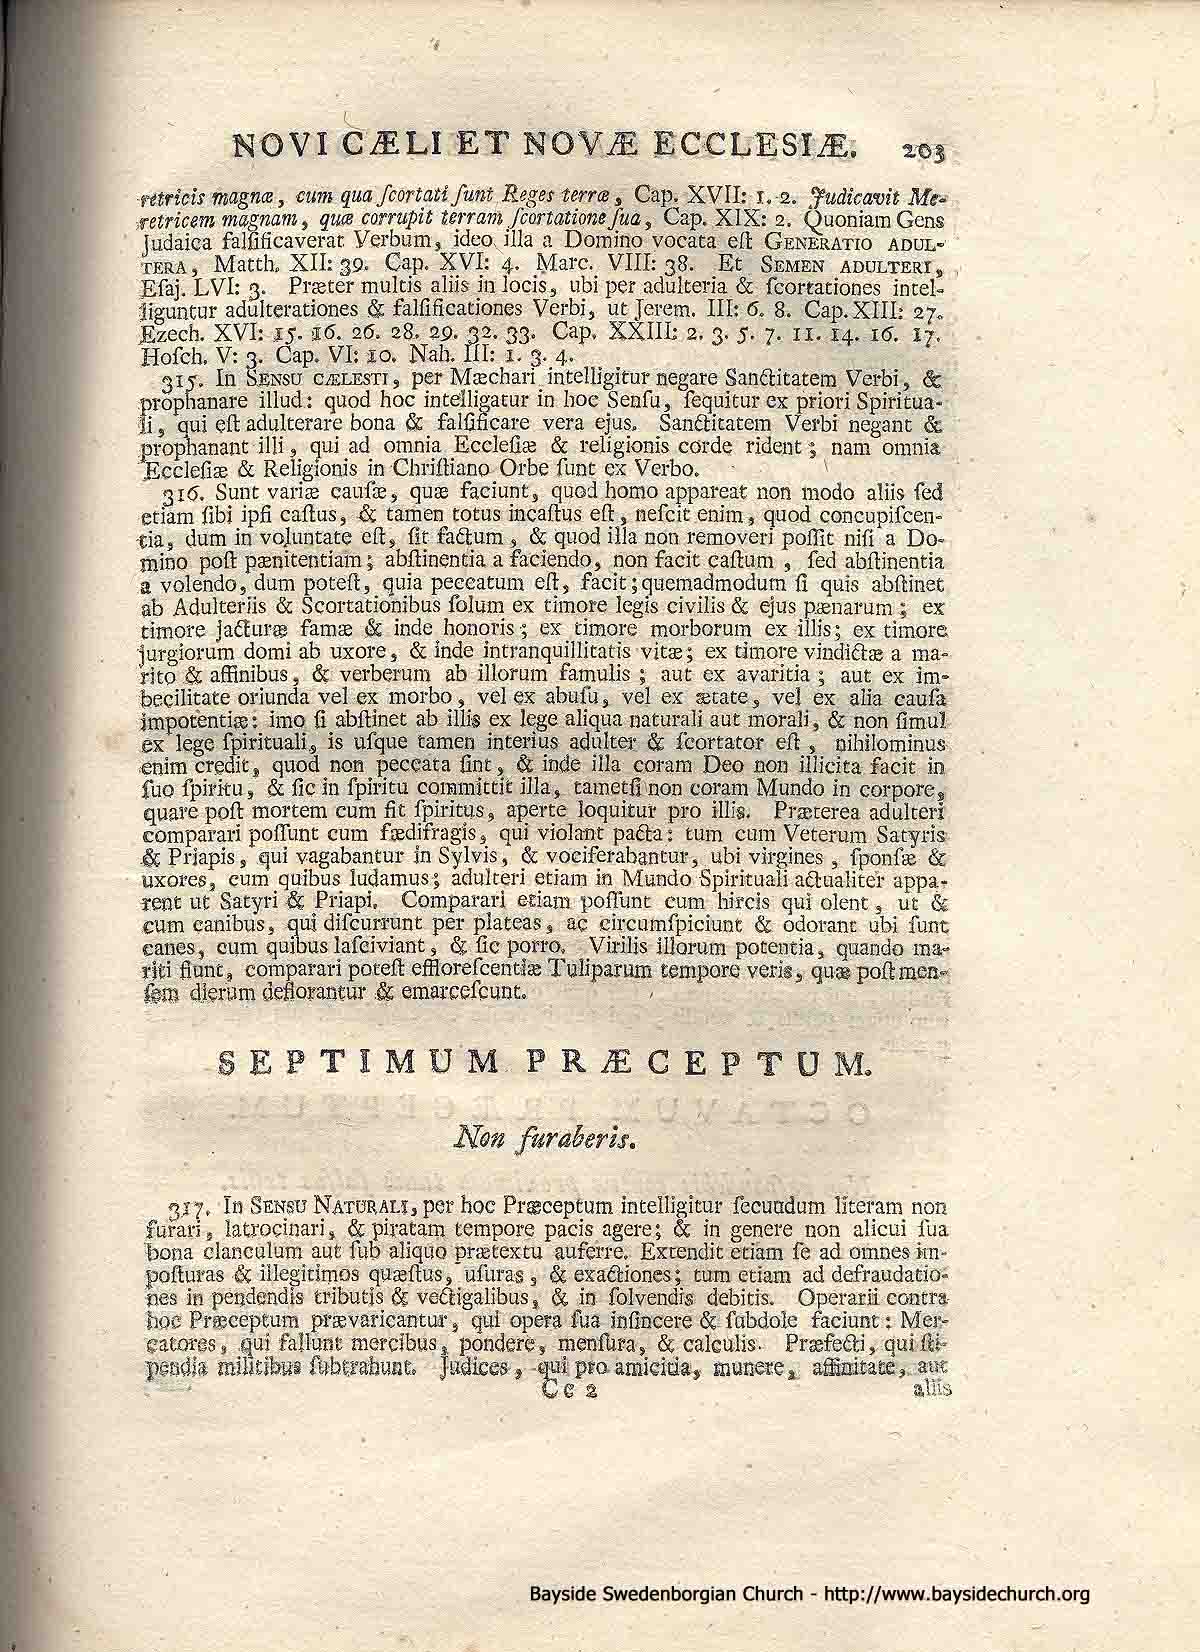 NOVI CÆLI ET NOVÆ ECCLESIÆ. 203
retricis magnæ, cum qua ſcortati ſunt Reges terræ, Cap. XVII: 1. 2. Judicavit Me-
retricem magnam, quæ corrupit terram ſcortatione ſua, Cap. XIX: 2. Quoniam Gens
Judaica falſificaverat Verbum, ideo illa a Domino vocata eſt GENERATIO ADUL-
TERA, Matth. XII: 39. Cap. XVI: 4. Marc. VIII: 38. Et SEMEN ADULTERI,
Eſaj. LVI: 3. Præter multis aliis in locis, ubi per adulteria & ſcortationes intel-
liguntur adulterationes & falſificationes Verbi, ut Jerem. III: 6. 8. Cap. XIII: 27.
Ezech. XVI: 15. 16. 26. 28. 29. 32. 33. Cap. XXIII: 2. 3. 5. 7. 11. 14. 16. 17.
Hoſch. V: 3. Cap. VI: 10. Nah. III: 1. 3. 4.
315. In SENSU CÆLESTI, per Mæchari intelligitur negare Sanctitatem Verbi, &
prophanare illud: quod hoc intelligatur in hoc Senſu, ſequitur ex priori Spiritua-
li, qui eſt adulterare bona & falſificare vera ejus. Sanctitatem Verbi negant &
prophanant illi, qui ad omnia Eccleſiæ & religionis corde rident; nam omnia
Eccleſiæ & Religionis in Chriſtiano Orbe ſunt ex Verbo.
316. Sunt variæ cauſæ, quæ faciunt, quod homo appareat non modo aliis ſed
etiam ſibi ipſi caſtus, & tamen totus incaſtus eſt, neſcit enim, quod concupiſcen-
tia, dum in voluntate eſt, ſit factum, & quod illa non removeri poſſit niſi a Do-
mino poſt pænitentiam; abſtinentia a faciendo, non facit caſtum, ſed abſtinentia
a volendo, dum poteſt, quia peccatum eſt, facit; quemadmodum ſi quis abſtinet
ab Adulteriis & Scortationibus ſolum ex timore legis civilis & ejus pænarum; ex
timore jacturæ famæ & inde honoris; ex timore morborum ex illis; ex timore
jurgiorum domi ab uxore, & inde intranquillitatis vitæ; ex timore vindictæ a ma-
rito & affinibus, & verberum ab illorum famulis; aut ex avaritia; aut ex im-
becilitate oriunda vel ex morbo, vel ex abuſu, vel ex ætate, vel ex alia cauſa
impotentiæ: imo ſi abſtinet ab illis ex lege aliqua naturali aut morali, & non ſimul
ex lege ſpirituali, is uſque tamen interius adulter & ſcortator eſt, nihilominus
enim credit, quod non peccata ſint, & inde illa coram Deo non illicita facit in
ſuo ſpiritu, & ſic in ſpiritu committit illa, tametſi non coram Mundo in corpore,
quare poſt mortem cum fit ſpiritus, aperte loquitur pro illis. Præterea adulteri
comparari poſſunt cum fædifragis, qui violant pacta: tum cum Veterum Satyris
& Priapis, qui vagabantur in Sylvis, & vociferabantur, ubi virgines, ſponſæ &
uxores, cum quibus ludamus; adulteri etiam in Mundo Spirituali actualiter appa-
rent ut Satyri & Priapi. Comparari etiam poſſunt cum hircis qui olent, ut &
cum canibus, qui diſcurrunt per plateas, ac circumſpiciunt & odorant ubi ſunt
canes, cum quibus laſciviant, & ſic porro. Virilis illorum potentia, quando ma-
riti fiunt, comparari poteſt effloreſcentiæ Tuliparum tempore veris, quæ poſt men-
ſem dierum deflorantur & emarceſcunt.
SEPTIMUM PRÆCEPTUM.
Non furaberis.
317. In SENSU NATURALI, per hoc Præceptum intelligitur ſecundum literam non
furari, latrocinari, & piratam tempore pacis agere; & in genere non alicui ſua
bona clanculum aut ſub aliquo prætextu auferre. Extendit etiam ſe ad omnes im-
poſturas & illegitimos quæſtus, uſuras, & exactiones; tum etiam ad defraudatio-
nes in pendendis tributis & vectigalibus, & in ſolvendis debitis. Operarii contra
hoc Præceptum prævaricantur, qui opera ſua inſincere & ſubdole faciunt: Mer-
catores, qui fallunt mercibus, pondere, menſura, & calculis. Præfecti, qui ſti-
pendia militibus ſubtrahunt. Judices, qui pro amicitia, munere, affinitate, aut
Cc 2 aliis
Bayside Swedenborgian Church - http://www.baysidechurch.org